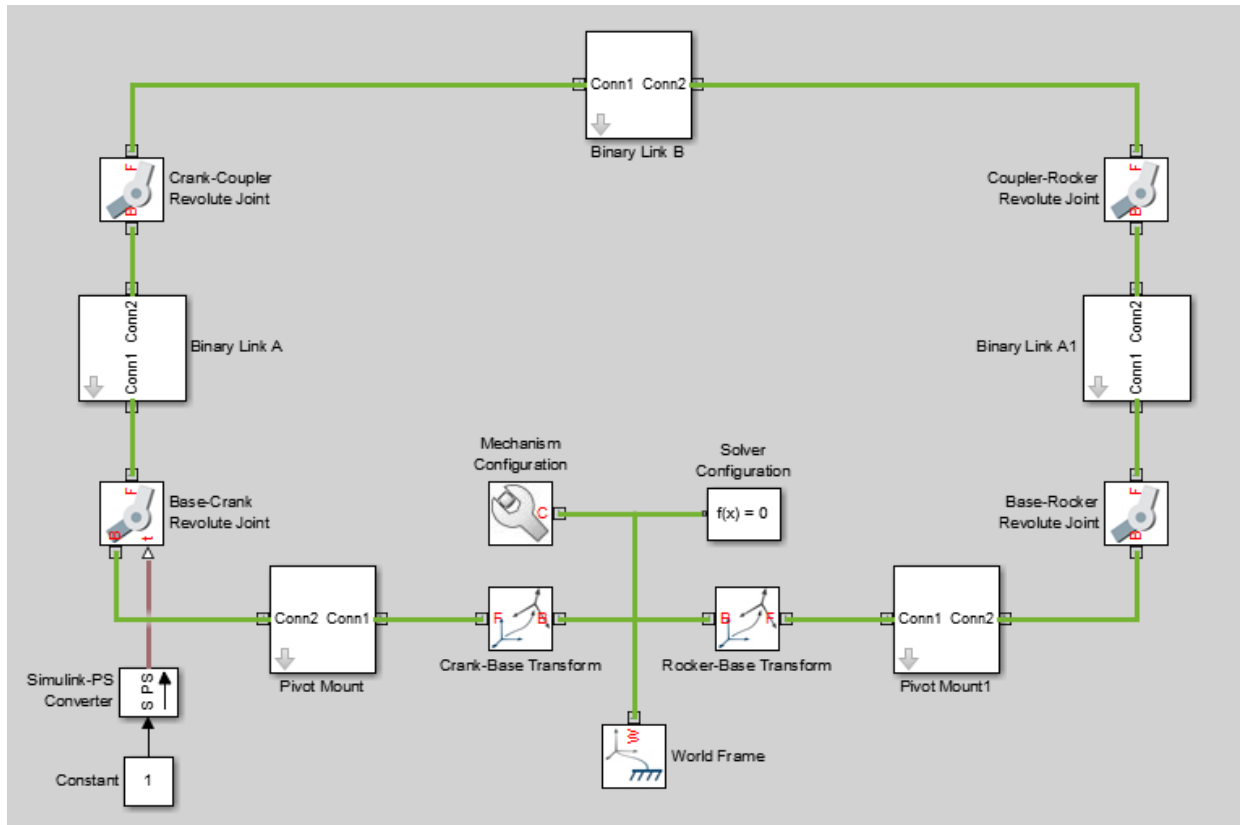 Conn1 Conn2
Binary Link B
F
Crank-Coupler
Revolute Joint
B
Coupler-Rocker
Revolute Joint
F
B
Conn2
Conn1
Binary Link A
Binary Link A1
Conn2
Conn1
F
Base-Crank
Revolute Joint
B
t
Mechanism
Configuration
C
Solver
Configuration
f(x) = 0
Base-Rocker
Revolute Joint
F
B
Conn2 Conn1
Pivot Mount
F
B
Crank-Base Transform
B
F
Rocker-Base Transform
Conn1 Conn2
Pivot Mount1
Simulink-PS
Converter
S PS
W
World Frame
Constant
1